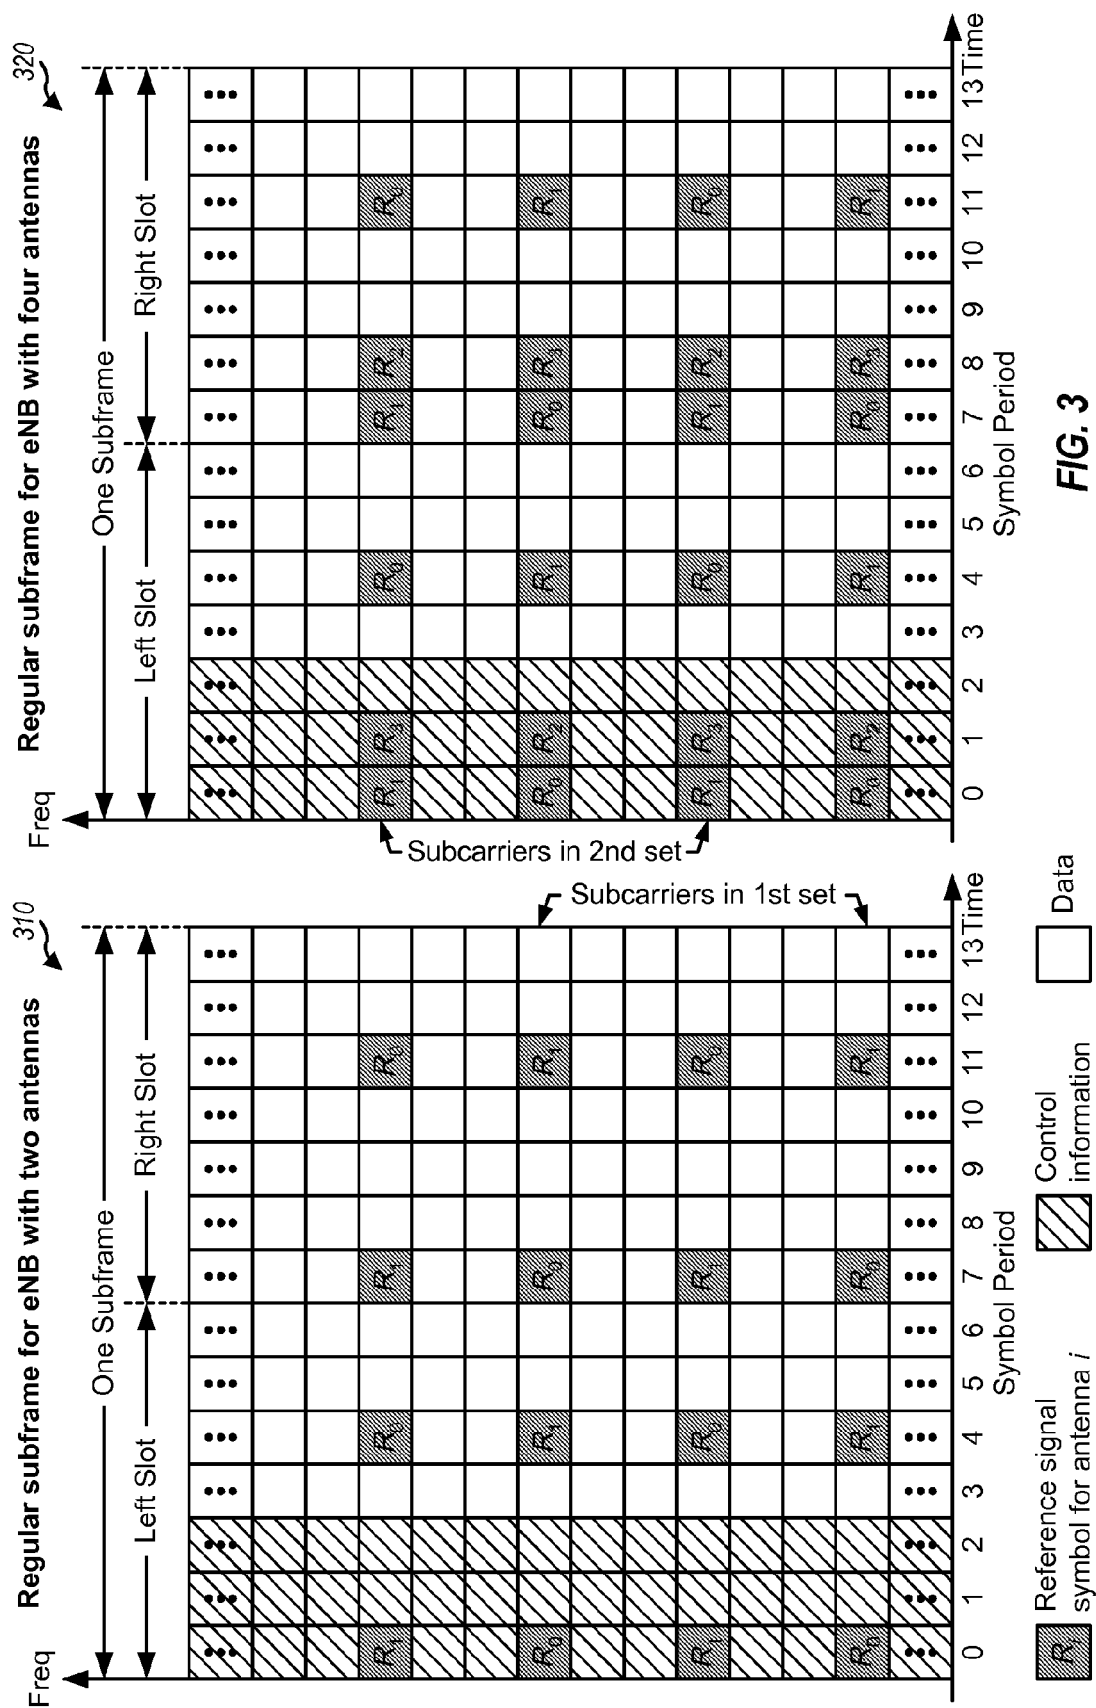 Regular subframe for eNB with two antennas
310
Freq
One Subframe
Left Slot
Right Slot
R₁ R₀ R₁ R₀
R₀ R₁ R₀ R₁
R₁ R₀ R₁ R₀
R₀ R₁ R₀ R₁
0 1 2 3 4 5 6 7 8 9 10 11 12 13 Time
Symbol Period
Subcarriers in 2nd set
Subcarriers in 1st set
Regular subframe for eNB with four antennas
320
Freq
One Subframe
Left Slot
Right Slot
R₁ R₃ R₀ R₁ R₂ R₀
R₀ R₂ R₁ R₀ R₃ R₁
R₁ R₃ R₀ R₁ R₂ R₀
R₀ R₂ R₁ R₀ R₃ R₁
0 1 2 3 4 5 6 7 8 9 10 11 12 13 Time
Symbol Period
Rᵢ
Reference signal
symbol for antenna i
Control
information
Data
FIG. 3